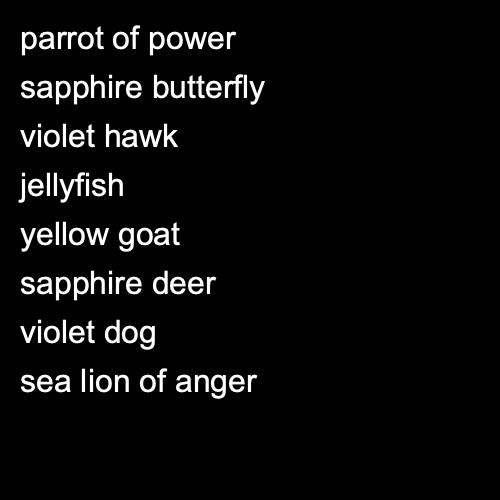 parrot of power
sapphire butterfly
violet hawk
jellyfish
yellow goat
sapphire deer
violet dog
sea lion of anger